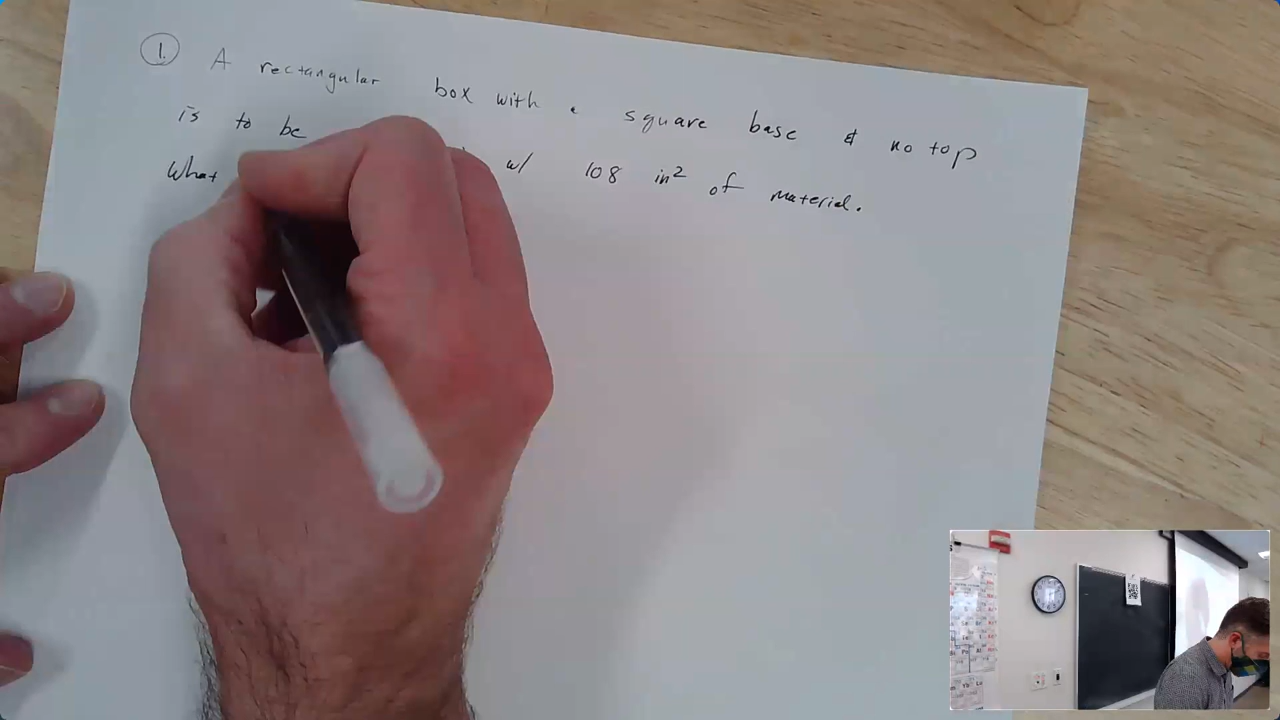 1. A rectangular box with a square base & no top
is to be w/ 108 in² of material.
What